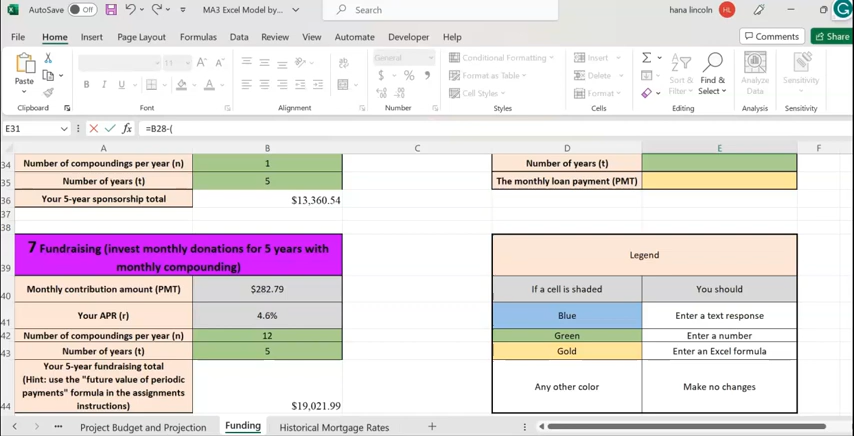 AutoSave Off MA3 Excel Model by... Search hana lincoln HL
File Home Insert Page Layout Formulas Data Review View Automate Developer Help Comments Share
Paste
Clipboard
11 A A
B I U A
Font
Alignment
General
$ % 9
Number
Conditional Formatting
Format as Table
Cell Styles
Styles
Insert
Delete
Format
Cells
Sort & Filter
Find & Select
Editing
Analyze Data
Analysis
Sensitivity
Sensitivity
E31 fx =B28-(
A B C D E F
34 Number of compoundings per year (n) 1 Number of years (t)
35 Number of years (t) 5 The monthly loan payment (PMT)
36 Your 5-year sponsorship total $13,360.54
37
38
7 Fundraising (invest monthly donations for 5 years with
39 monthly compounding) Legend
40 Monthly contribution amount (PMT) $282.79 If a cell is shaded You should
41 Your APR (r) 4.6% Blue Enter a text response
42 Number of compoundings per year (n) 12 Green Enter a number
43 Number of years (t) 5 Gold Enter an Excel formula
Your 5-year fundraising total
(Hint: use the "future value of periodic
payments" formula in the assignments Any other color Make no changes
44 instructions) $19,021.99
... Project Budget and Projection Funding Historical Mortgage Rates +